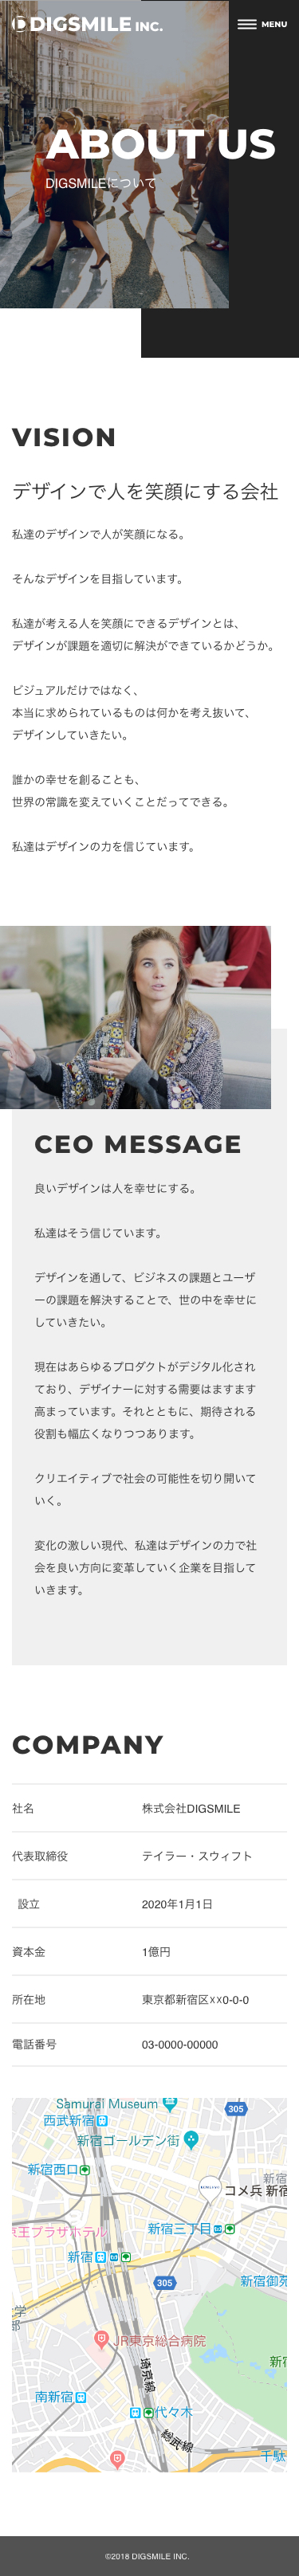 DIGSMILE INC.
MENU
ABOUT US
DIGSMILEについて
VISION
デザインで人を笑顔にする会社
私達のデザインで人が笑顔になる。
そんなデザインを目指しています。
私達が考える人を笑顔にできるデザインとは、
デザインが課題を適切に解決ができているかどうか。
ビジュアルだけではなく、
本当に求められているものは何かを考え抜いて、
デザインしていきたい。
誰かの幸せを創ることも、
世界の常識を変えていくことだってできる。
私達はデザインの力を信じています。
CEO MESSAGE
良いデザインは人を幸せにする。
私達はそう信じています。
デザインを通して、ビジネスの課題とユーザ
ーの課題を解決することで、世の中を幸せに
していきたい。
現在はあらゆるプロダクトがデジタル化され
ており、デザイナーに対する需要はますます
高まっています。それとともに、期待される
役割も幅広くなりつつあります。
クリエイティブで社会の可能性を切り開いて
いく。
変化の激しい現代、私達はデザインの力で社
会を良い方向に変革していく企業を目指して
いきます。
COMPANY
社名 株式会社DIGSMILE
代表取締役 テイラー・スウィフト
設立 2020年1月1日
資本金 1億円
所在地 東京都新宿区☓☓0-0-0
電話番号 03-0000-00000
Samurai Museum
305
西武新宿
新宿ゴールデン街
新宿西口
新宿
コメ兵 新宿
京王プラザホテル
新宿三丁目
新宿
305
新宿御苑
学
部
JR東京総合病院
埼京線
新宿
南新宿
代々木
総武線
千駄
©2018 DIGSMILE INC.